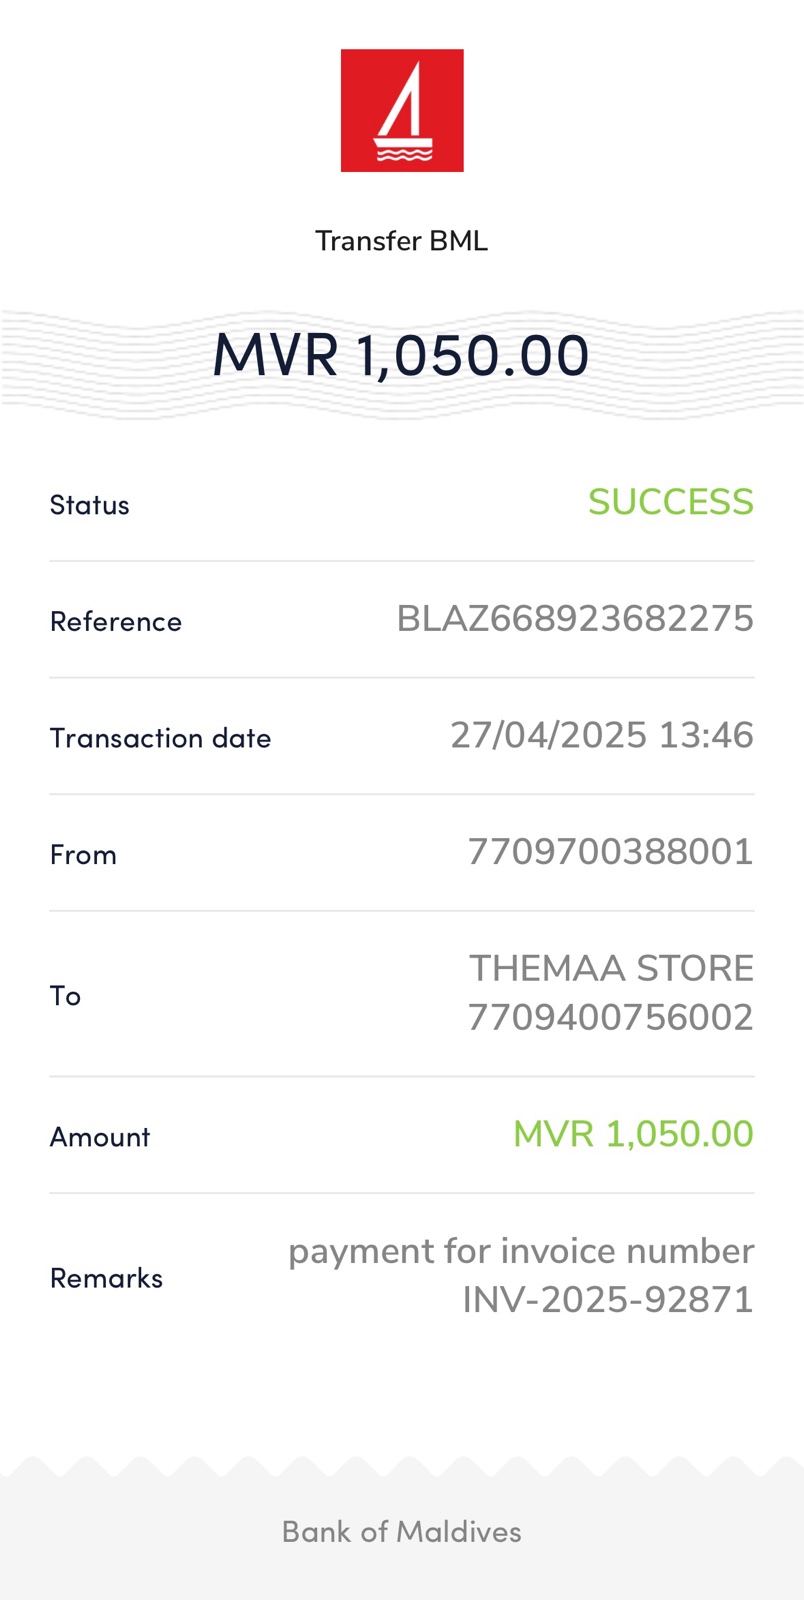 Transfer BML
MVR 1,050.00
Status SUCCESS
Reference BLAZ668923682275
Transaction date 27/04/2025 13:46
From 7709700388001
To THEMAA STORE
7709400756002
Amount MVR 1,050.00
Remarks payment for invoice number
INV-2025-92871
Bank of Maldives